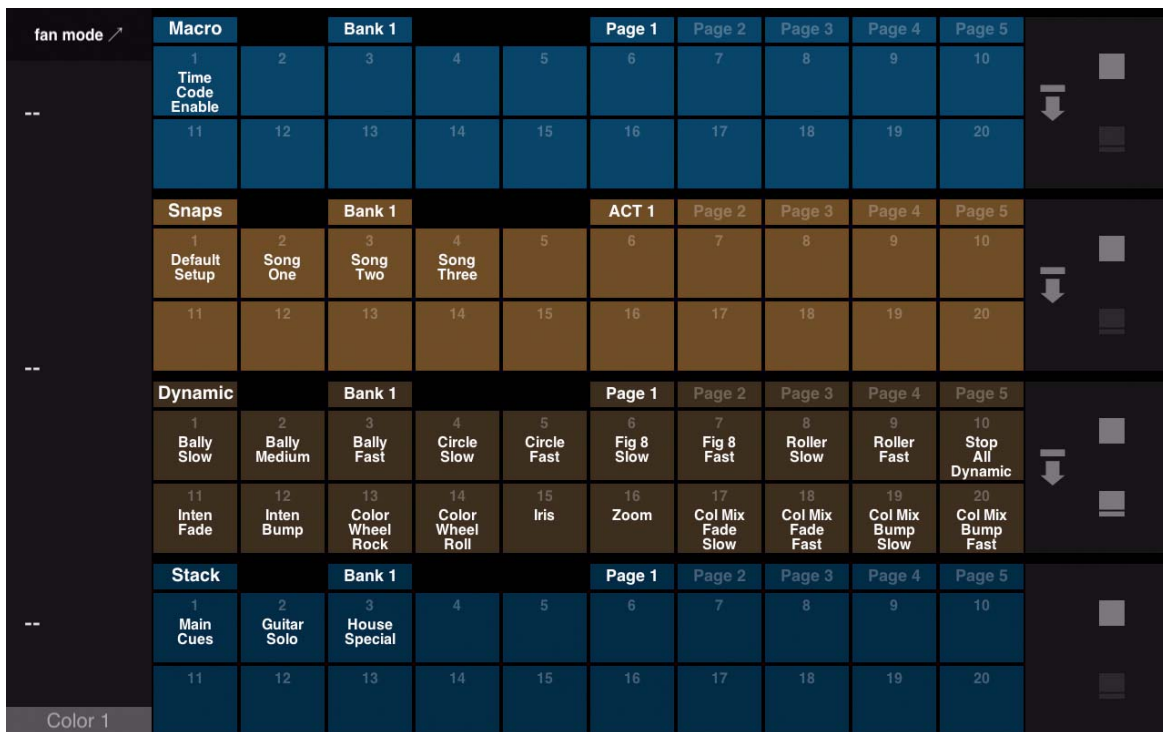 fan mode
Macro Bank 1 Page 1 Page 2 Page 3 Page 4 Page 5
1 2 3 4 5 6 7 8 9 10
Time
Code
Enable
--
11 12 13 14 15 16 17 18 19 20
Snaps Bank 1 ACT 1 Page 2 Page 3 Page 4 Page 5
1 2 3 4 5 6 7 8 9 10
Default Song Song Song
Setup One Two Three
11 12 13 14 15 16 17 18 19 20
--
Dynamic Bank 1 Page 1 Page 2 Page 3 Page 4 Page 5
1 2 3 4 5 6 7 8 9 10
Bally Bally Bally Circle Circle Fig 8 Fig 8 Roller Roller Stop
Slow Medium Fast Slow Fast Slow Fast Slow Fast All
Dynamic
11 12 13 14 15 16 17 18 19 20
Inten Inten Color Color Iris Zoom Col Mix Col Mix Col Mix Col Mix
Fade Bump Wheel Wheel Fade Fade Bump Bump
Rock Roll Slow Fast Slow Fast
Stack Bank 1 Page 1 Page 2 Page 3 Page 4 Page 5
1 2 3 4 5 6 7 8 9 10
Main Guitar House
Cues Solo Special
--
11 12 13 14 15 16 17 18 19 20
Color 1